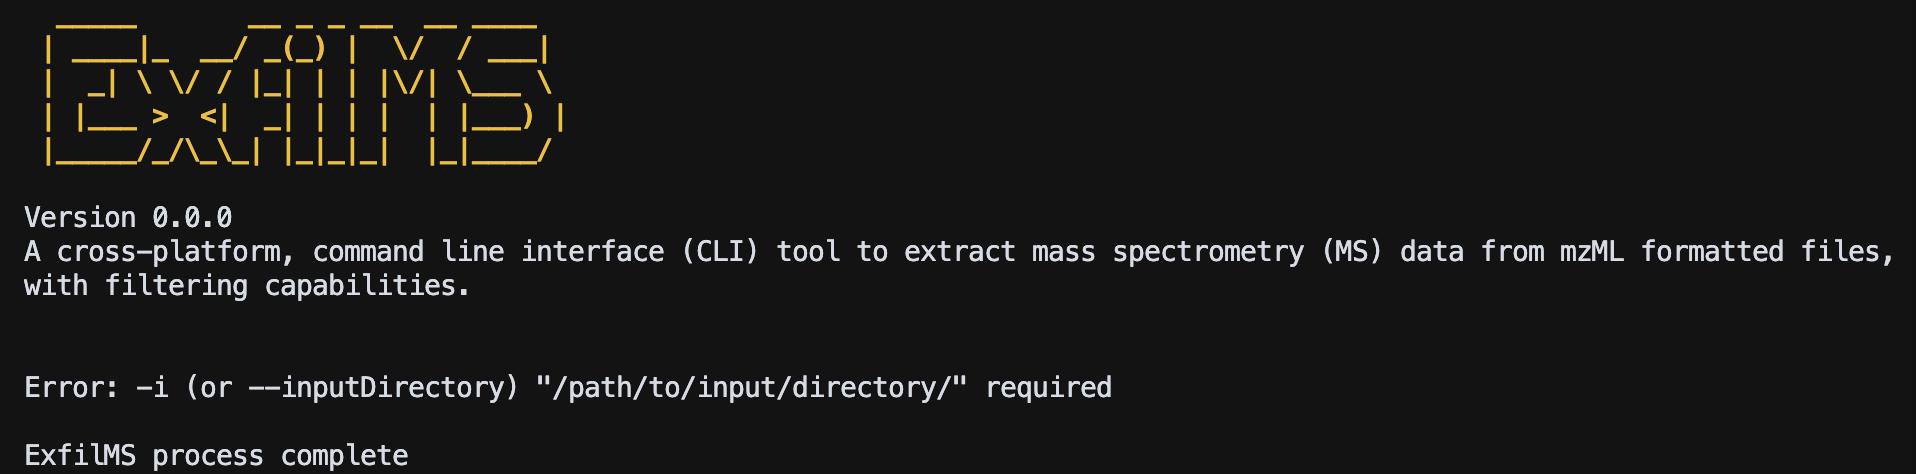 ExfilMS
Version 0.0.0
A cross-platform, command line interface (CLI) tool to extract mass spectrometry (MS) data from mzML formatted files,
with filtering capabilities.
Error: -i (or --inputDirectory) "/path/to/input/directory/" required
ExfilMS process complete